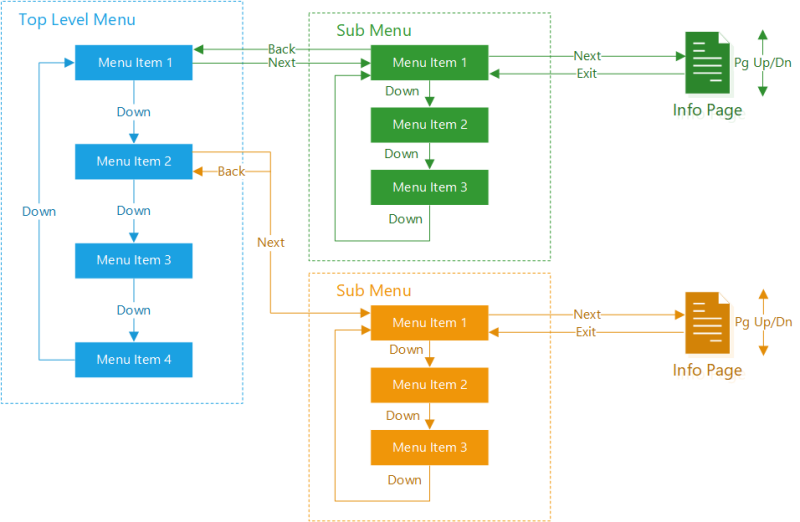 Top Level Menu
Menu Item 1
Down
Menu Item 2
Down
Down
Menu Item 3
Down
Menu Item 4
Back
Next
Back
Next
Sub Menu
Menu Item 1
Down
Menu Item 2
Down
Menu Item 3
Down
Next
Exit
Pg Up/Dn
Info Page
Sub Menu
Menu Item 1
Down
Menu Item 2
Down
Menu Item 3
Down
Next
Exit
Pg Up/Dn
Info Page